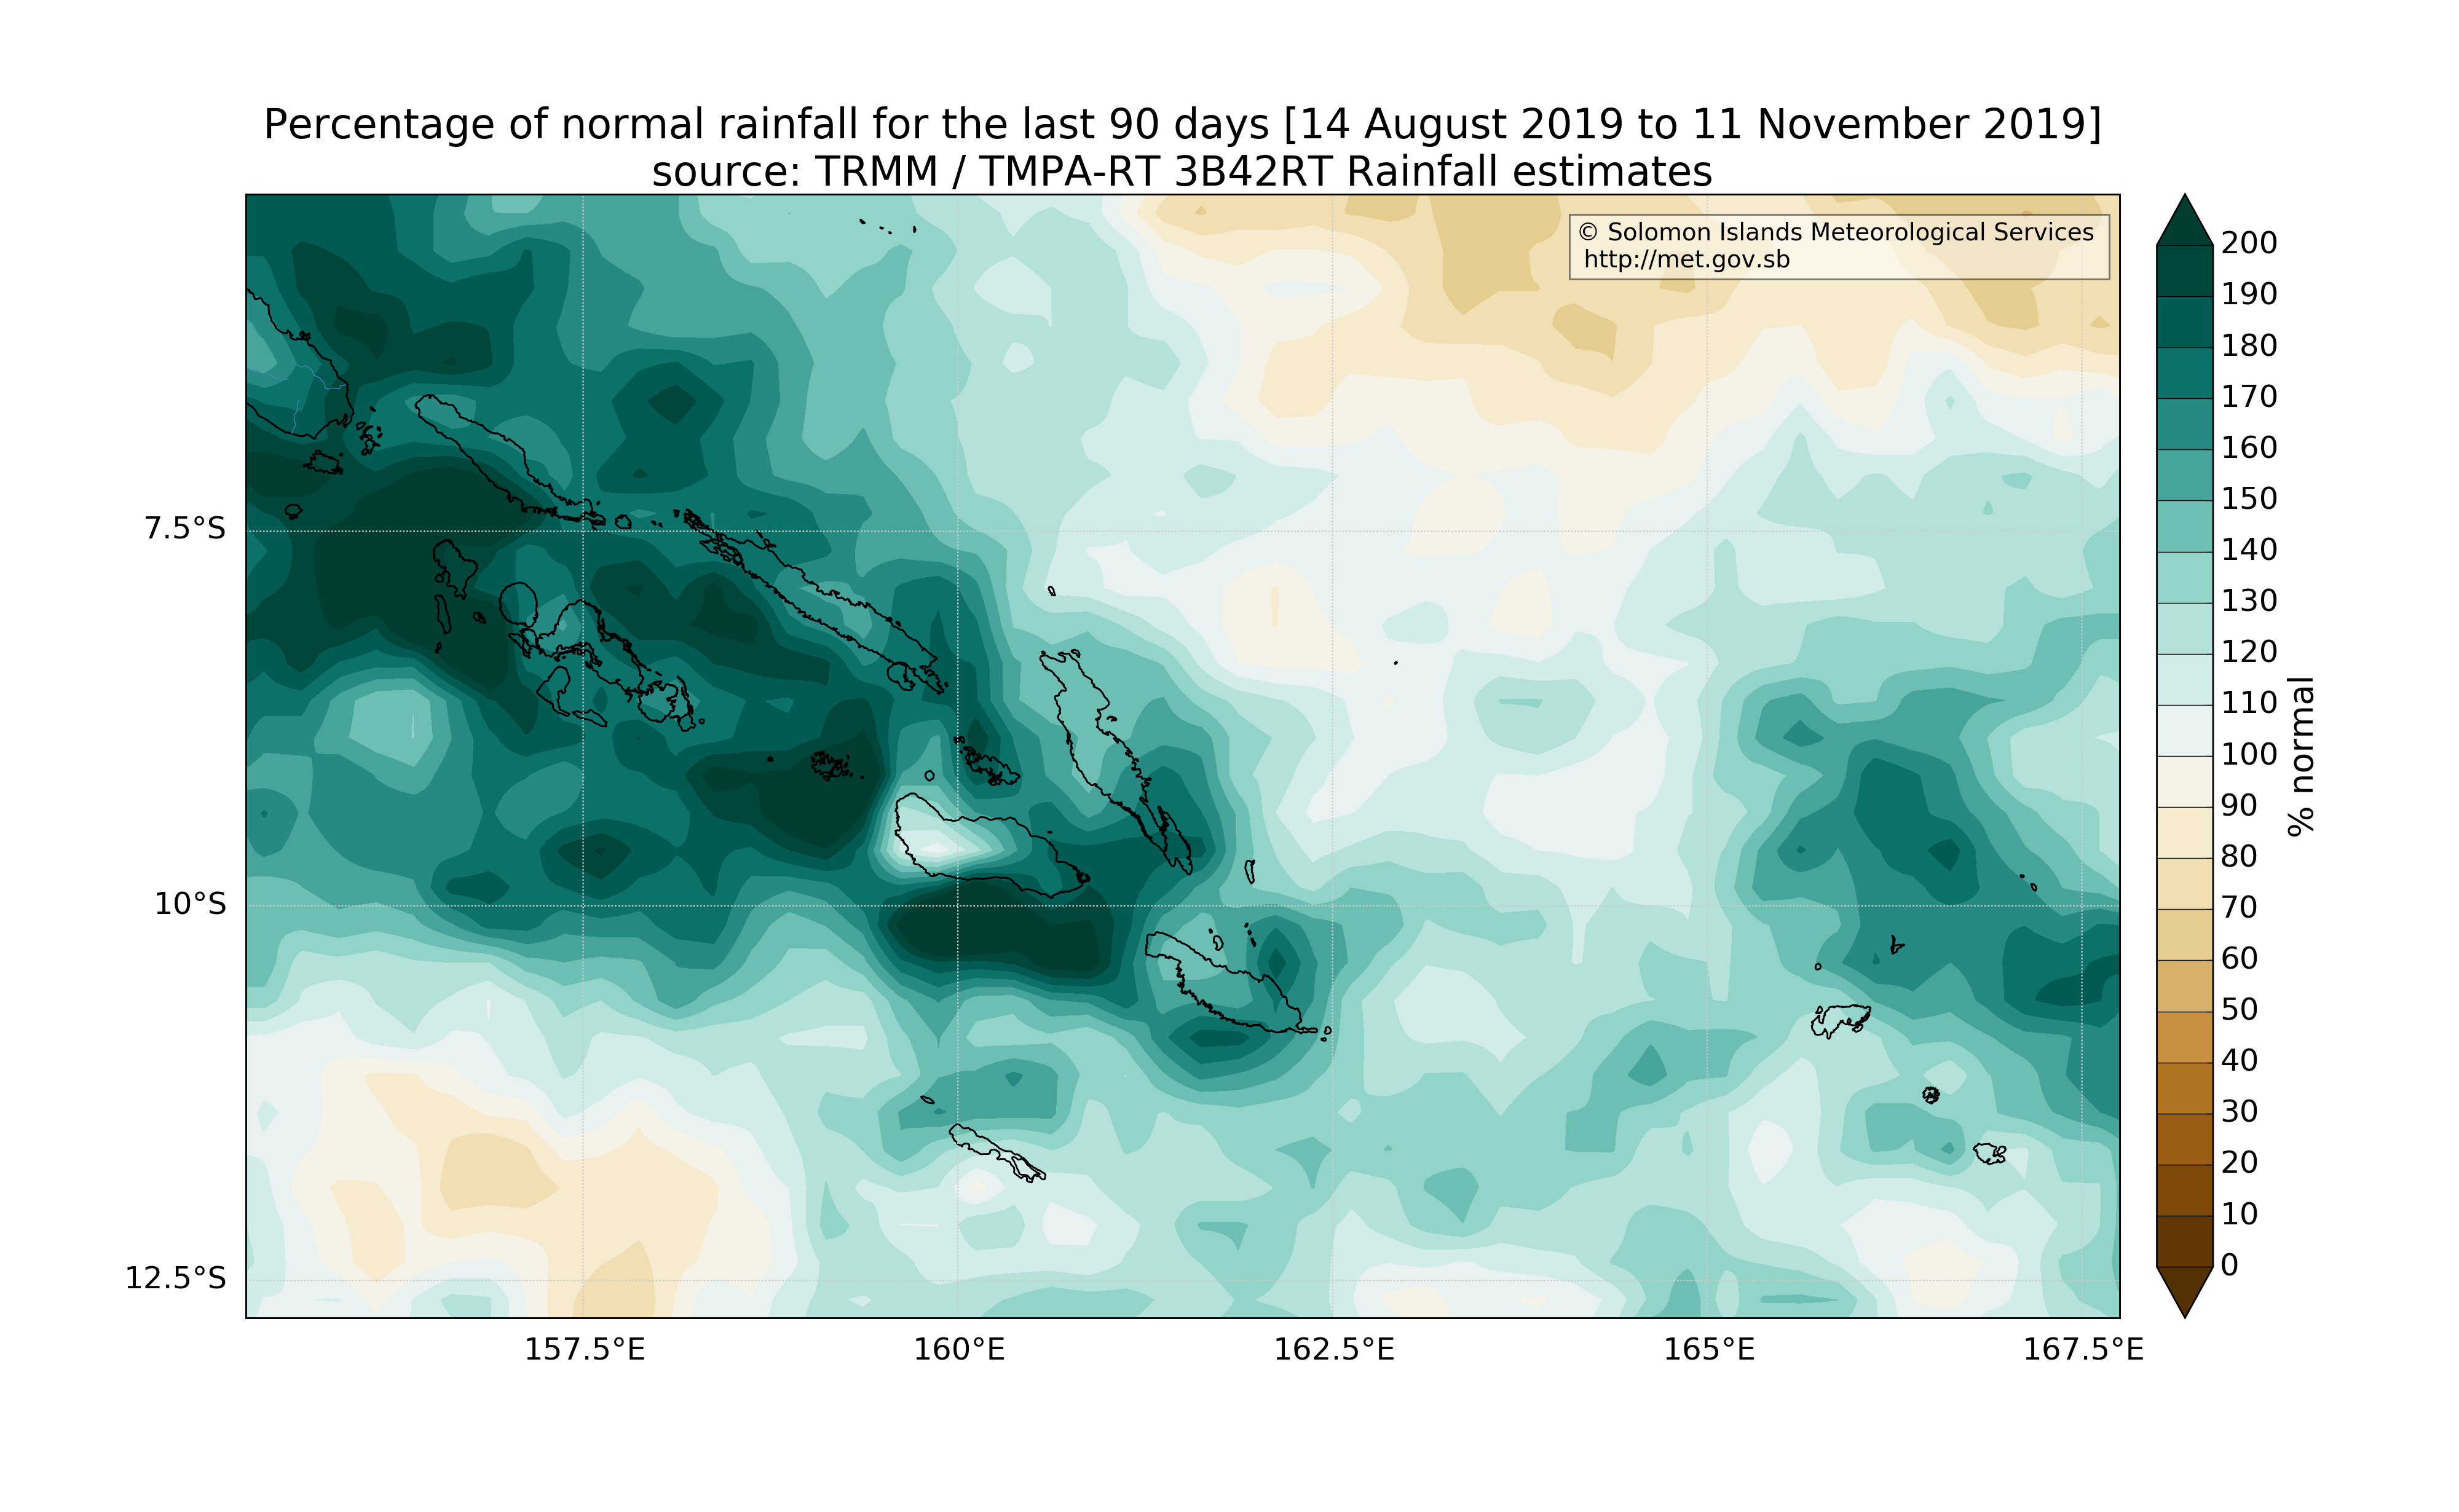 Percentage of normal rainfall for the last 90 days [14 August 2019 to 11 November 2019]
source: TRMM / TMPA-RT 3B42RT Rainfall estimates
© Solomon Islands Meteorological Services
http://met.gov.sb
7.5°S
10°S
12.5°S
157.5°E
160°E
162.5°E
165°E
167.5°E
200
190
180
170
160
150
140
130
120
110
100
90
80
70
60
50
40
30
20
10
0
% normal